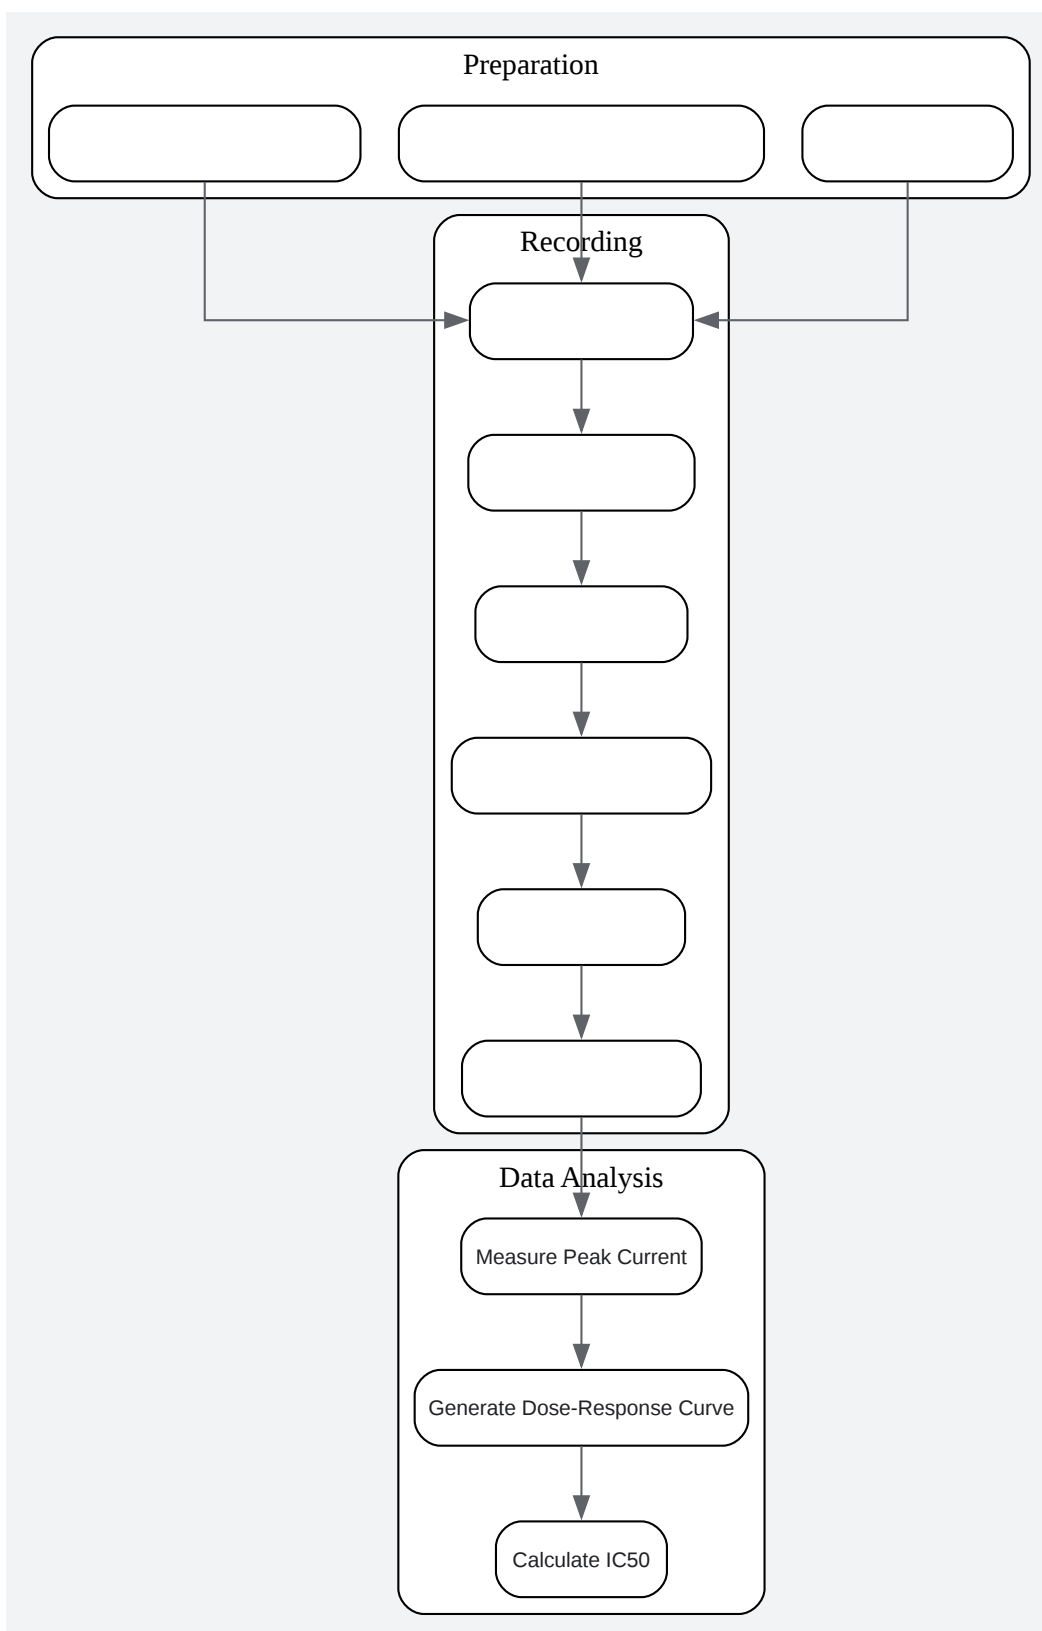 Preparation
Recording
Data Analysis
Measure Peak Current
Generate Dose-Response Curve
Calculate IC50